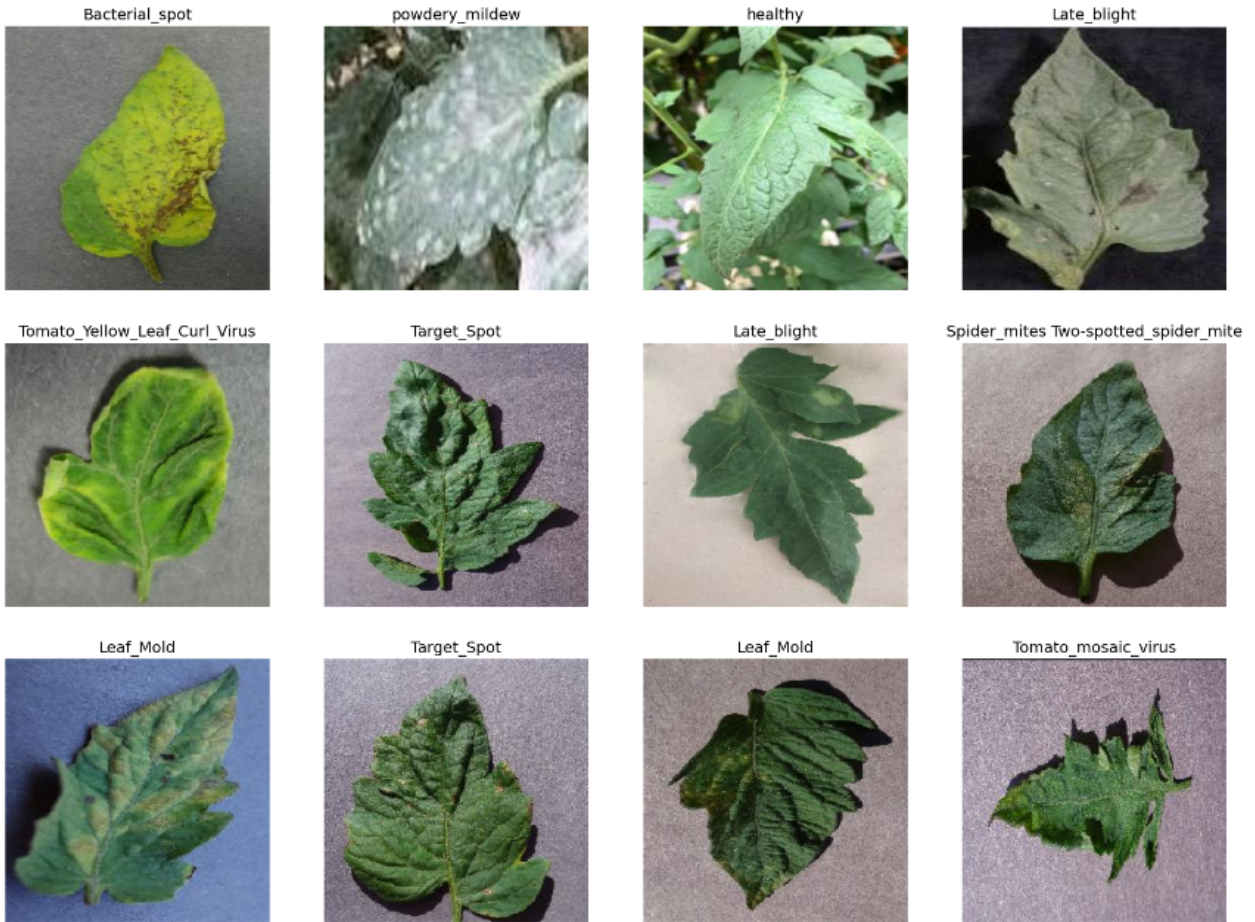 Bacterial_spot
powdery_mildew
healthy
Late_blight
Tomato_Yellow_Leaf_Curl_Virus
Target_Spot
Late_blight
Spider_mites Two-spotted_spider_mite
Leaf_Mold
Target_Spot
Leaf_Mold
Tomato_mosaic_virus